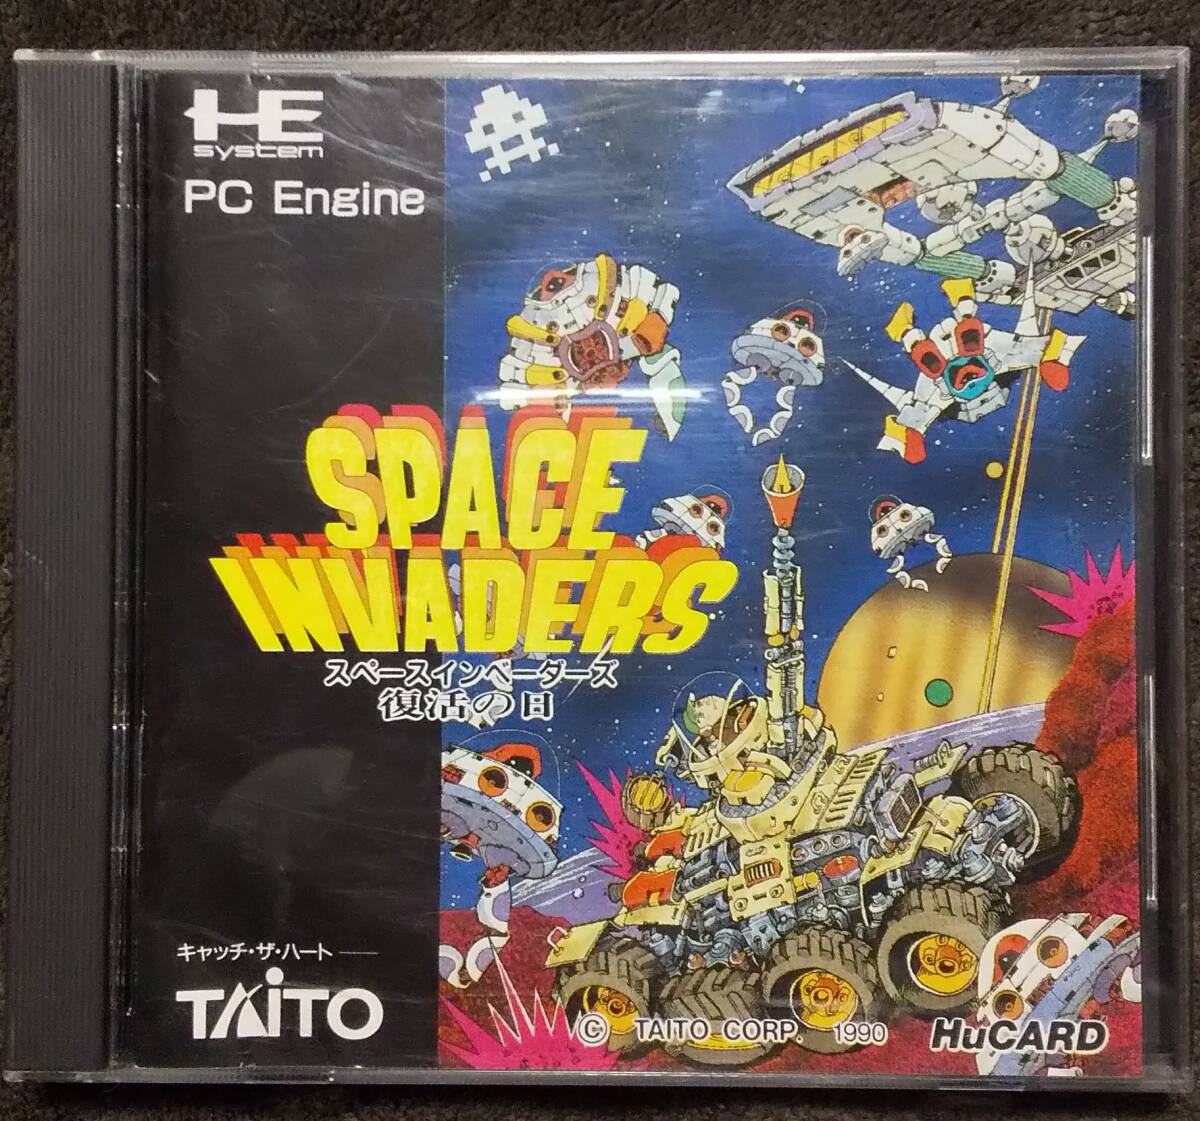 HE
system
PC Engine
SPACE
INVADERS
スペースインベーダーズ
復活の日
キャッチ・ザ・ハート
TAiTO
© TAITO CORP. 1990
HuCARD